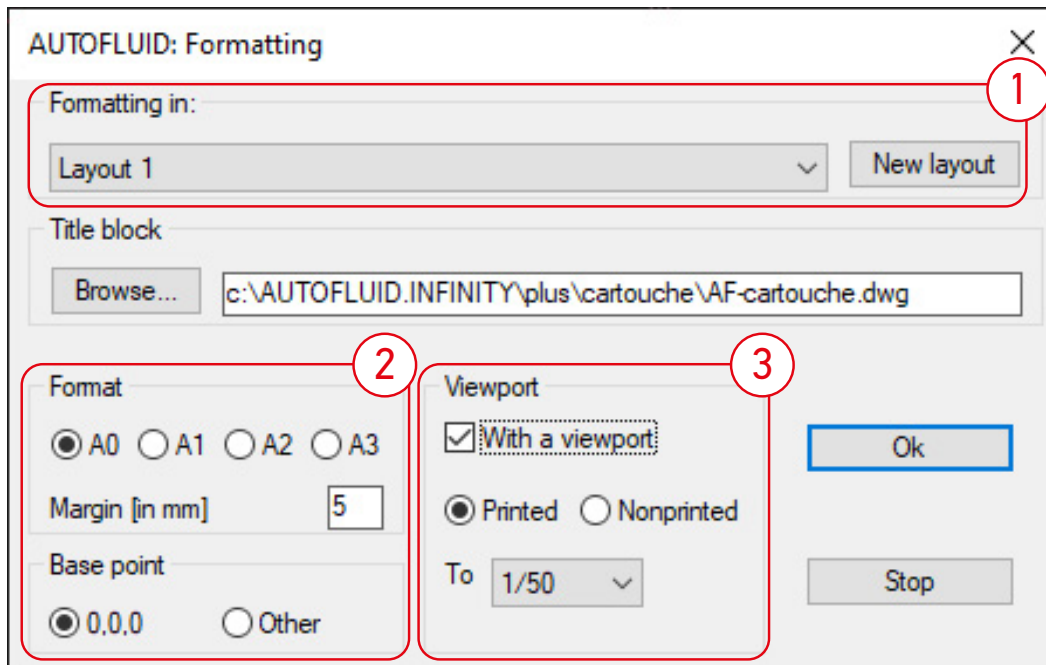 AUTOFLUID: Formatting
1
Formatting in:
Layout 1
New layout
Title block
Browse...
c:\AUTOFLUID.INFINITY\plus\cartouche\AF-cartouche.dwg
2
Format
A0 A1 A2 A3
Margin [in mm] 5
Base point
0,0,0 Other
3
Viewport
With a viewport
Printed Nonprinted
To 1/50
Ok
Stop